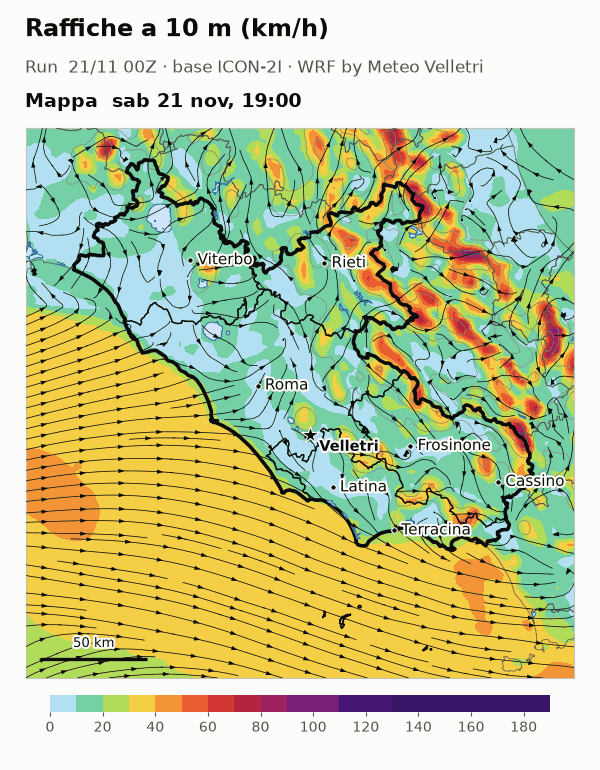 Raffiche a 10 m (km/h)
Run 21/11 00Z · base ICON-2I · WRF by Meteo Velletri
Mappa sab 21 nov, 19:00
Viterbo
Rieti
Roma
Velletri
Frosinone
Cassino
Latina
Terracina
50 km
0 20 40 60 80 100 120 140 160 180